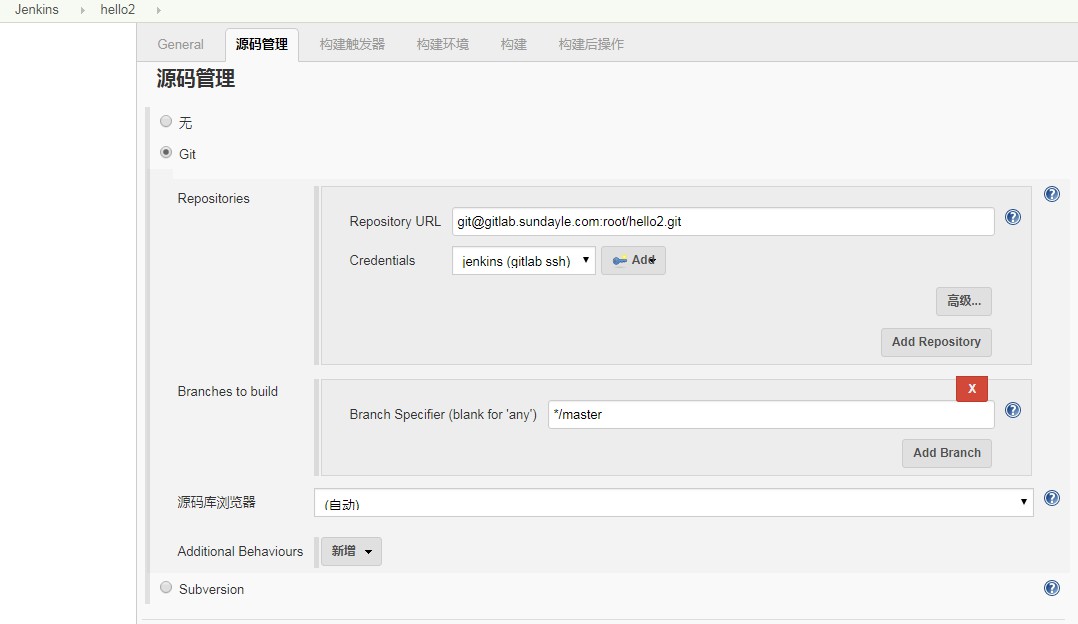 Jenkins hello2
General 源码管理 构建触发器 构建环境 构建 构建后操作
源码管理
无
Git
Repositories
Repository URL git@gitlab.sundayle.com:root/hello2.git
Credentials jenkins (gitlab ssh) Add
高级...
Add Repository
Branches to build
X
Branch Specifier (blank for 'any') */master
Add Branch
源码库浏览器 (自动)
Additional Behaviours 新增
Subversion